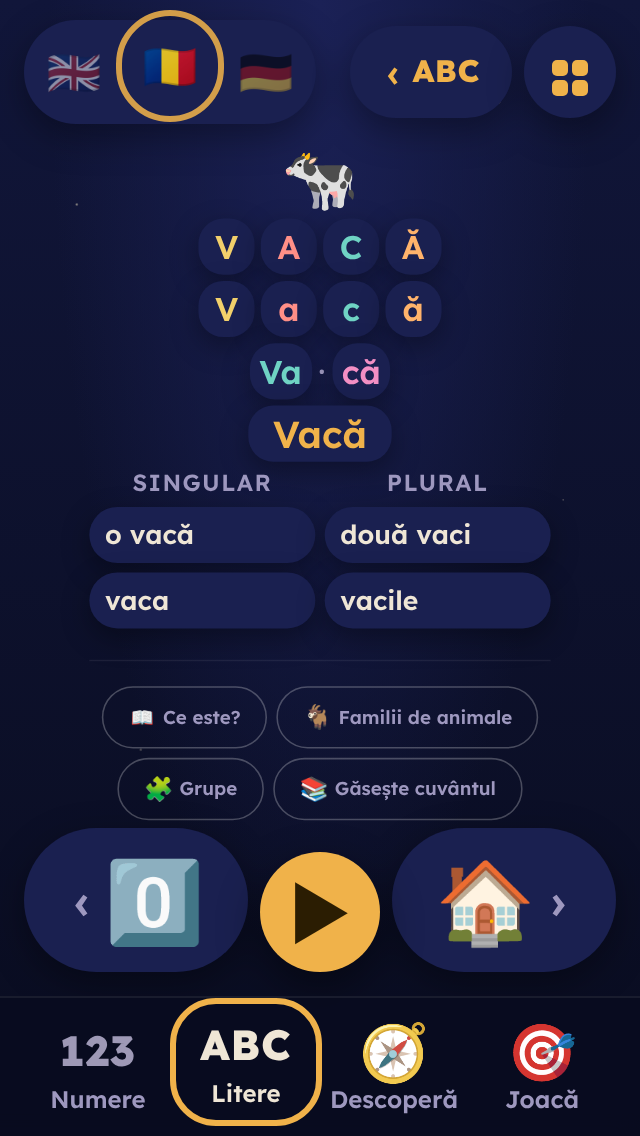 ‹ ABC
V A C Ă
V a c ă
Va · că
Vacă
SINGULAR PLURAL
o vacă două vaci
vaca vacile
Ce este? Familii de animale
Grupe Găsește cuvântul
‹ 0 ›
123 ABC
Numere Litere Descoperă Joacă